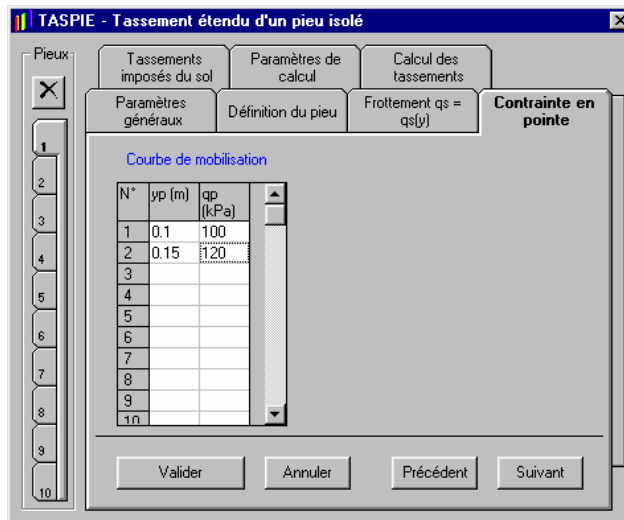 TASPIE - Tassement étendu d'un pieu isolé
Pieux
Tassements
imposés du sol
Paramètres de
calcul
Calcul des
tassements
Paramètres
généraux
Définition du pieu
Frottement qs =
qs(y)
Contrainte en
pointe
1
2
3
4
5
6
7
8
9
10
Courbe de mobilisation
N° yp (m) qp
(kPa)
1 0.1 100
2 0.15 120
3
4
5
6
7
8
9
10
Valider Annuler Précédent Suivant